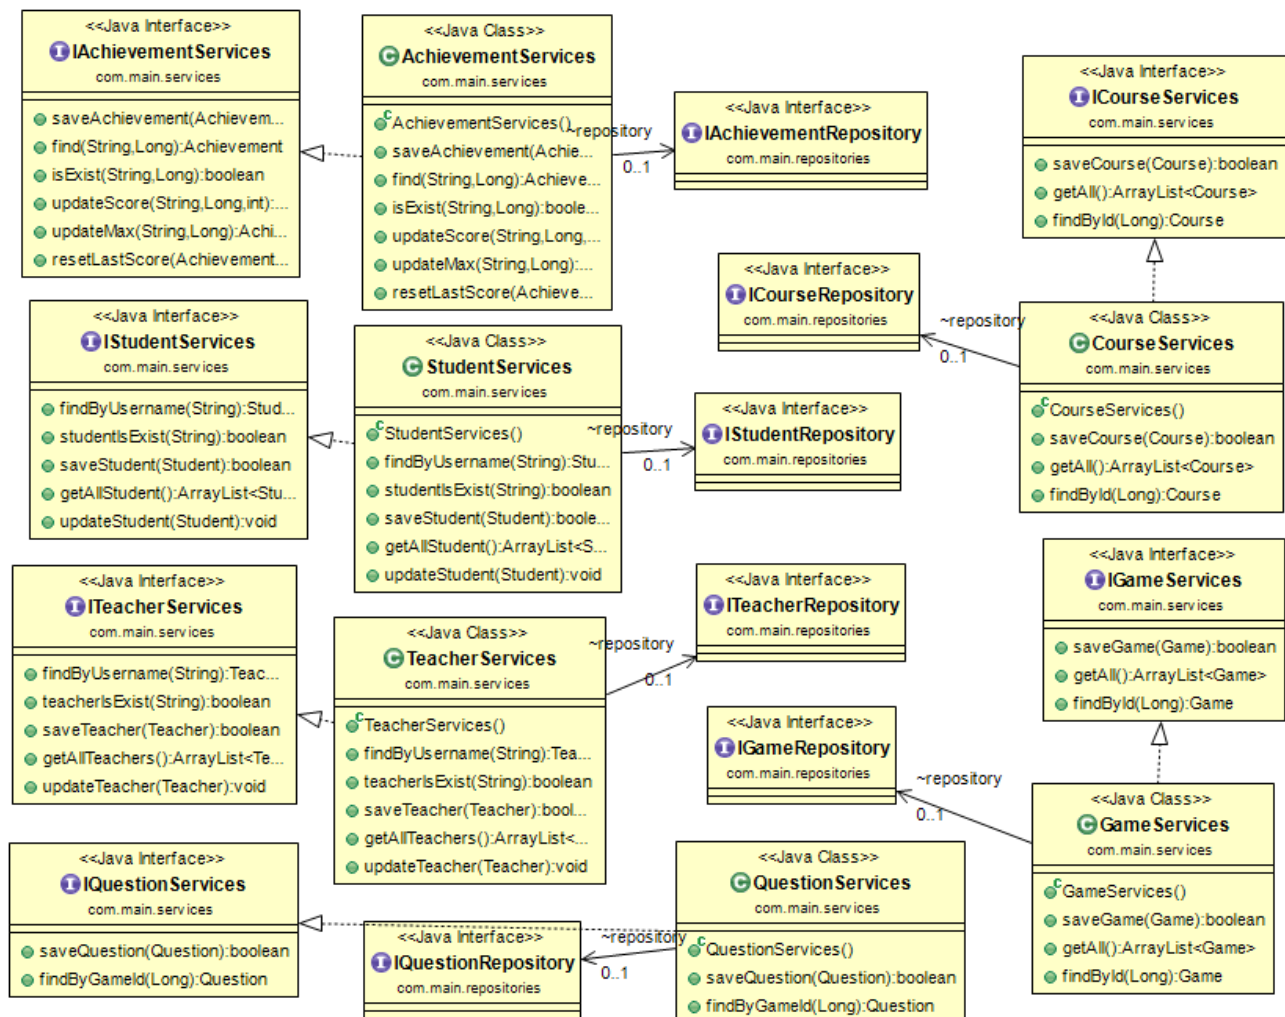 <<Java Interface>>
IAchievementServices
com.main.services
saveAchievement(Achievem...
find(String,Long):Achievement
isExist(String,Long):boolean
updateScore(String,Long,int):...
updateMax(String,Long):Achi...
resetLastScore(Achievement...
<<Java Class>>
AchievementServices
com.main.services
AchievementServices()
saveAchievement(Achie...
find(String,Long):Achieve...
isExist(String,Long):boole...
updateScore(String,Long,...
updateMax(String,Long):...
resetLastScore(Achieve...
~repository
0..1
<<Java Interface>>
IAchievementRepository
com.main.repositories
<<Java Interface>>
ICourseServices
com.main.services
saveCourse(Course):boolean
getAll():ArrayList<Course>
findById(Long):Course
<<Java Interface>>
ICourseRepository
com.main.repositories
~repository
0..1
<<Java Class>>
CourseServices
com.main.services
CourseServices()
saveCourse(Course):boolean
getAll():ArrayList<Course>
findById(Long):Course
<<Java Interface>>
IStudentServices
com.main.services
findByUsername(String):Stud...
studentIsExist(String):boolean
saveStudent(Student):boolean
getAllStudent():ArrayList<Stu...
updateStudent(Student):void
<<Java Class>>
StudentServices
com.main.services
StudentServices()
findByUsername(String):Stu...
studentIsExist(String):boolean
saveStudent(Student):boole...
getAllStudent():ArrayList<S...
updateStudent(Student):void
~repository
0..1
<<Java Interface>>
IStudentRepository
com.main.repositories
<<Java Interface>>
ITeacherServices
com.main.services
findByUsername(String):Teac...
teacherIsExist(String):boolean
saveTeacher(Teacher):boolean
getAllTeachers():ArrayList<Te...
updateTeacher(Teacher):void
<<Java Class>>
TeacherServices
com.main.services
TeacherServices()
findByUsername(String):Tea...
teacherIsExist(String):boolean
saveTeacher(Teacher):bool...
getAllTeachers():ArrayList<...
updateTeacher(Teacher):void
~repository
0..1
<<Java Interface>>
ITeacherRepository
com.main.repositories
<<Java Interface>>
IGameServices
com.main.services
saveGame(Game):boolean
getAll():ArrayList<Game>
findById(Long):Game
<<Java Interface>>
IGameRepository
com.main.repositories
~repository
0..1
<<Java Class>>
GameServices
com.main.services
GameServices()
saveGame(Game):boolean
getAll():ArrayList<Game>
findById(Long):Game
<<Java Interface>>
IQuestionServices
com.main.services
saveQuestion(Question):boolean
findByGameId(Long):Question
<<Java Interface>>
IQuestionRepository
com.main.repositories
~repository
0..1
<<Java Class>>
QuestionServices
com.main.services
QuestionServices()
saveQuestion(Question):boolean
findByGameId(Long):Question